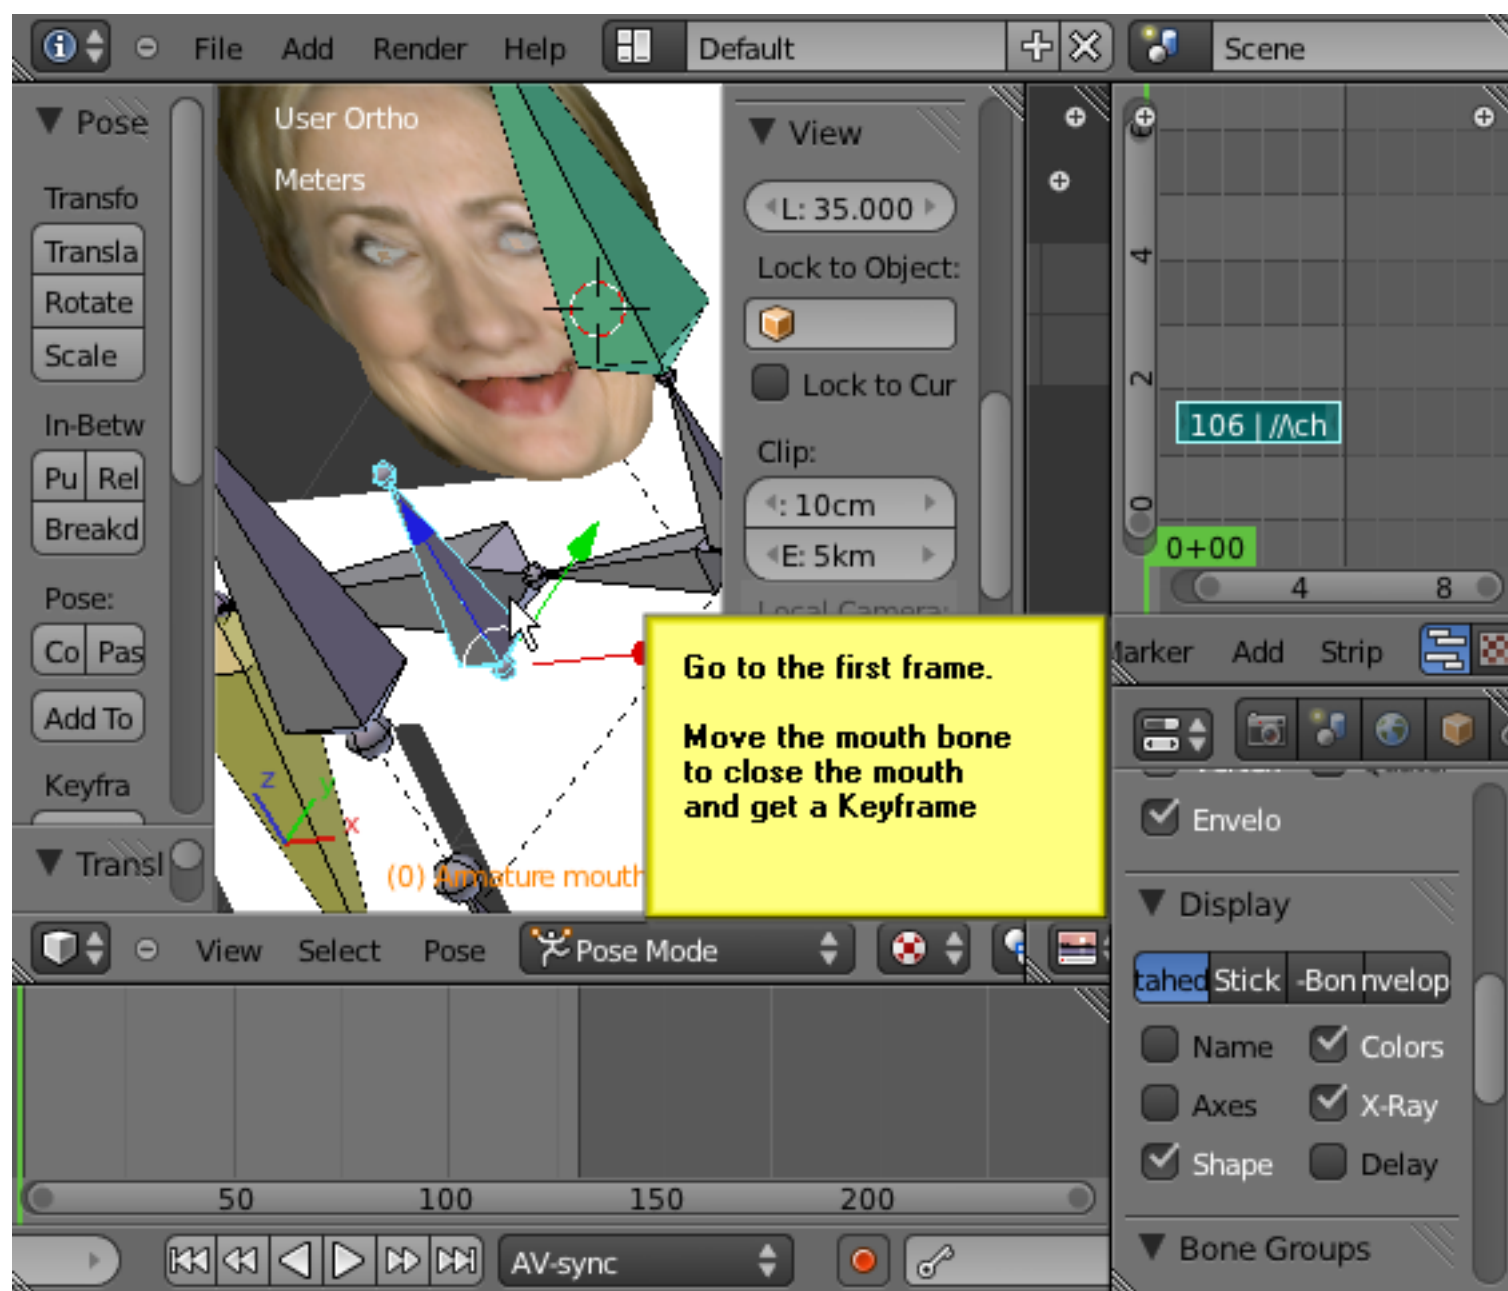 File Add Render Help Default Scene
Pose
Transfo
Transla
Rotate
Scale
In-Betw
Pu Rel
Breakd
Pose:
Co Pas
Add To
Keyfra
Transl
User Ortho
Meters
z
y
x
(0) Armature mouth
View
L: 35.000
Lock to Object:
Lock to Cur
Clip:
: 10cm
E: 5km
Local Camera:
Go to the first frame.
Move the mouth bone
to close the mouth
and get a Keyframe
4
2
0
106 | //\ch
0+00
4 8
Marker Add Strip
Envelo
Display
tahed Stick -Bon nvelop
Name Colors
Axes X-Ray
Shape Delay
Bone Groups
View Select Pose Pose Mode
50 100 150 200
AV-sync